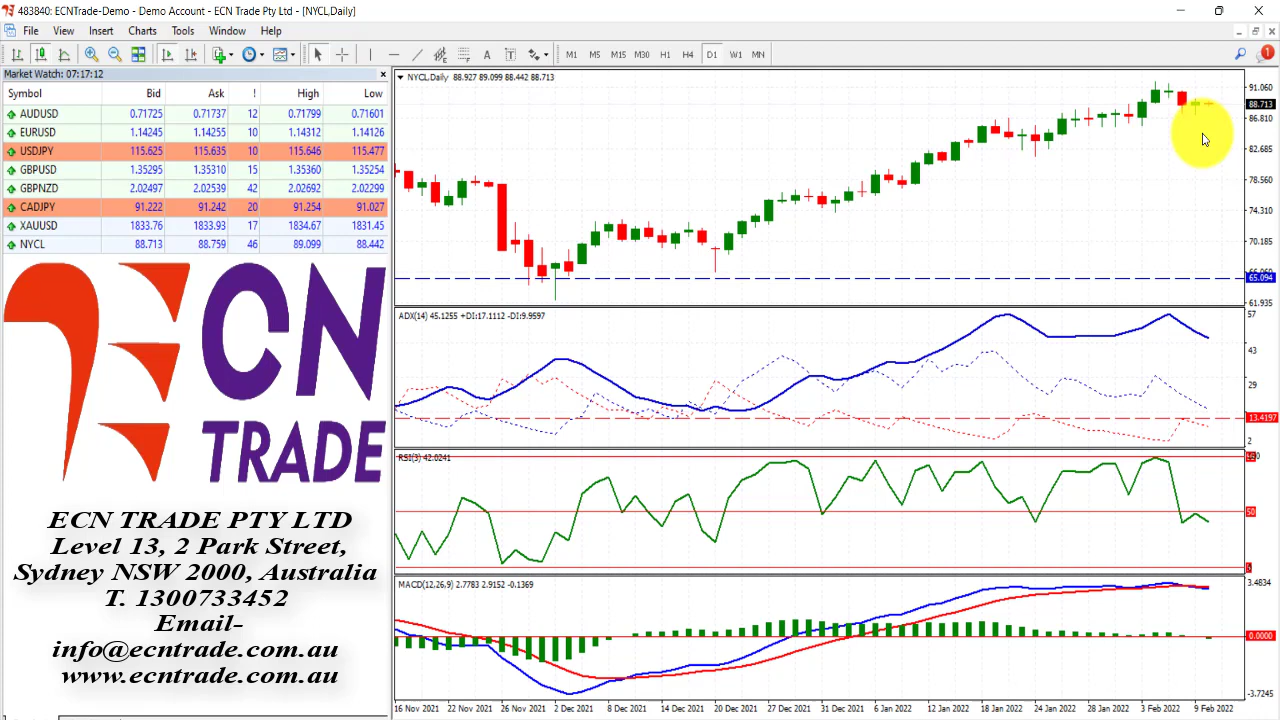 483840: ECNTrade-Demo - Demo Account - ECN Trade Pty Ltd - [NYCL,Daily]
File View Insert Charts Tools Window Help
A T M1 M5 M15 M30 H1 H4 D1 W1 MN 1
Market Watch: 07:17:12
Symbol Bid Ask ! High Low
AUDUSD 0.71725 0.71737 12 0.71799 0.71601
EURUSD 1.14245 1.14255 10 1.14312 1.14126
USDJPY 115.625 115.635 10 115.646 115.477
GBPUSD 1.35295 1.35310 15 1.35360 1.35254
GBPNZD 2.02497 2.02539 42 2.02692 2.02299
CADJPY 91.222 91.242 20 91.254 91.027
XAUUSD 1833.76 1833.93 17 1834.67 1831.45
NYCL 88.713 88.759 46 89.099 88.442
ECN
TRADE
ECN TRADE PTY LTD
Level 13, 2 Park Street,
Sydney NSW 2000, Australia
T. 1300733452
Email-
info@ecntrade.com.au
www.ecntrade.com.au
NYCL,Daily 88.927 89.099 88.442 88.713
91.060
88.713
86.810
82.685
78.560
74.310
70.185
65.094
61.935
ADX(14) 45.1255 +DI:17.1112 -DI:9.9597
57
43
29
13.4197
2
RSI(3) 42.0241
50
MACD(12,26,9) 2.7783 2.9152 -0.1369
3.4834
0.0000
-3.7245
16 Nov 2021 22 Nov 2021 26 Nov 2021 2 Dec 2021 8 Dec 2021 14 Dec 2021 20 Dec 2021 27 Dec 2021 31 Dec 2021 6 Jan 2022 12 Jan 2022 18 Jan 2022 24 Jan 2022 28 Jan 2022 3 Feb 2022 9 Feb 2022